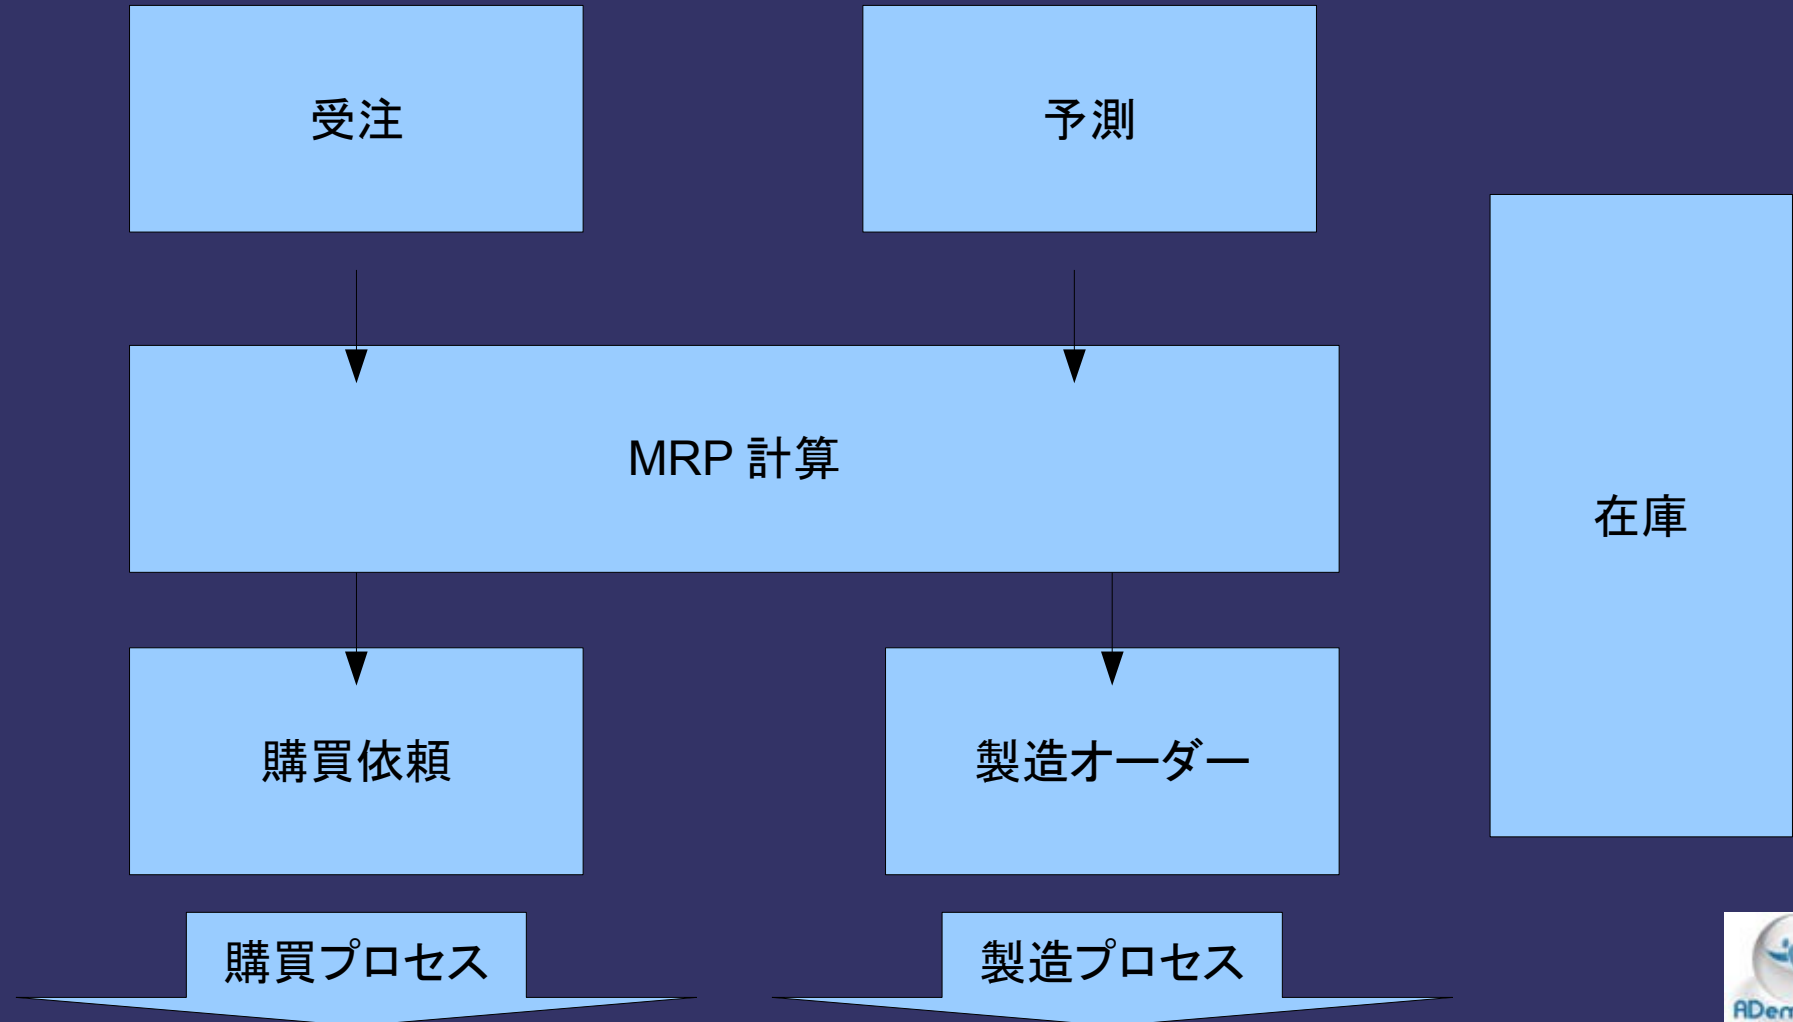 受注
予測
MRP 計算
在庫
購買依頼
製造オーダー
購買プロセス
製造プロセス